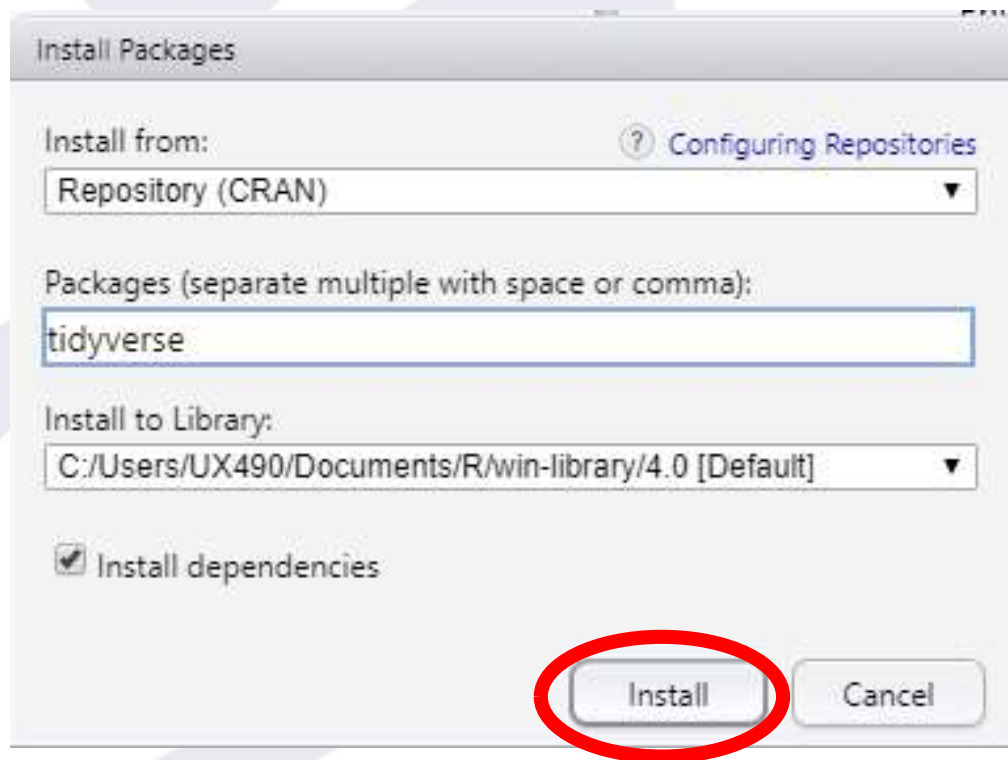 Install Packages
Install from:
? Configuring Repositories
Repository (CRAN)
Packages (separate multiple with space or comma):
tidyverse
Install to Library:
C:/Users/UX490/Documents/R/win-library/4.0 [Default]
Install dependencies
Install
Cancel